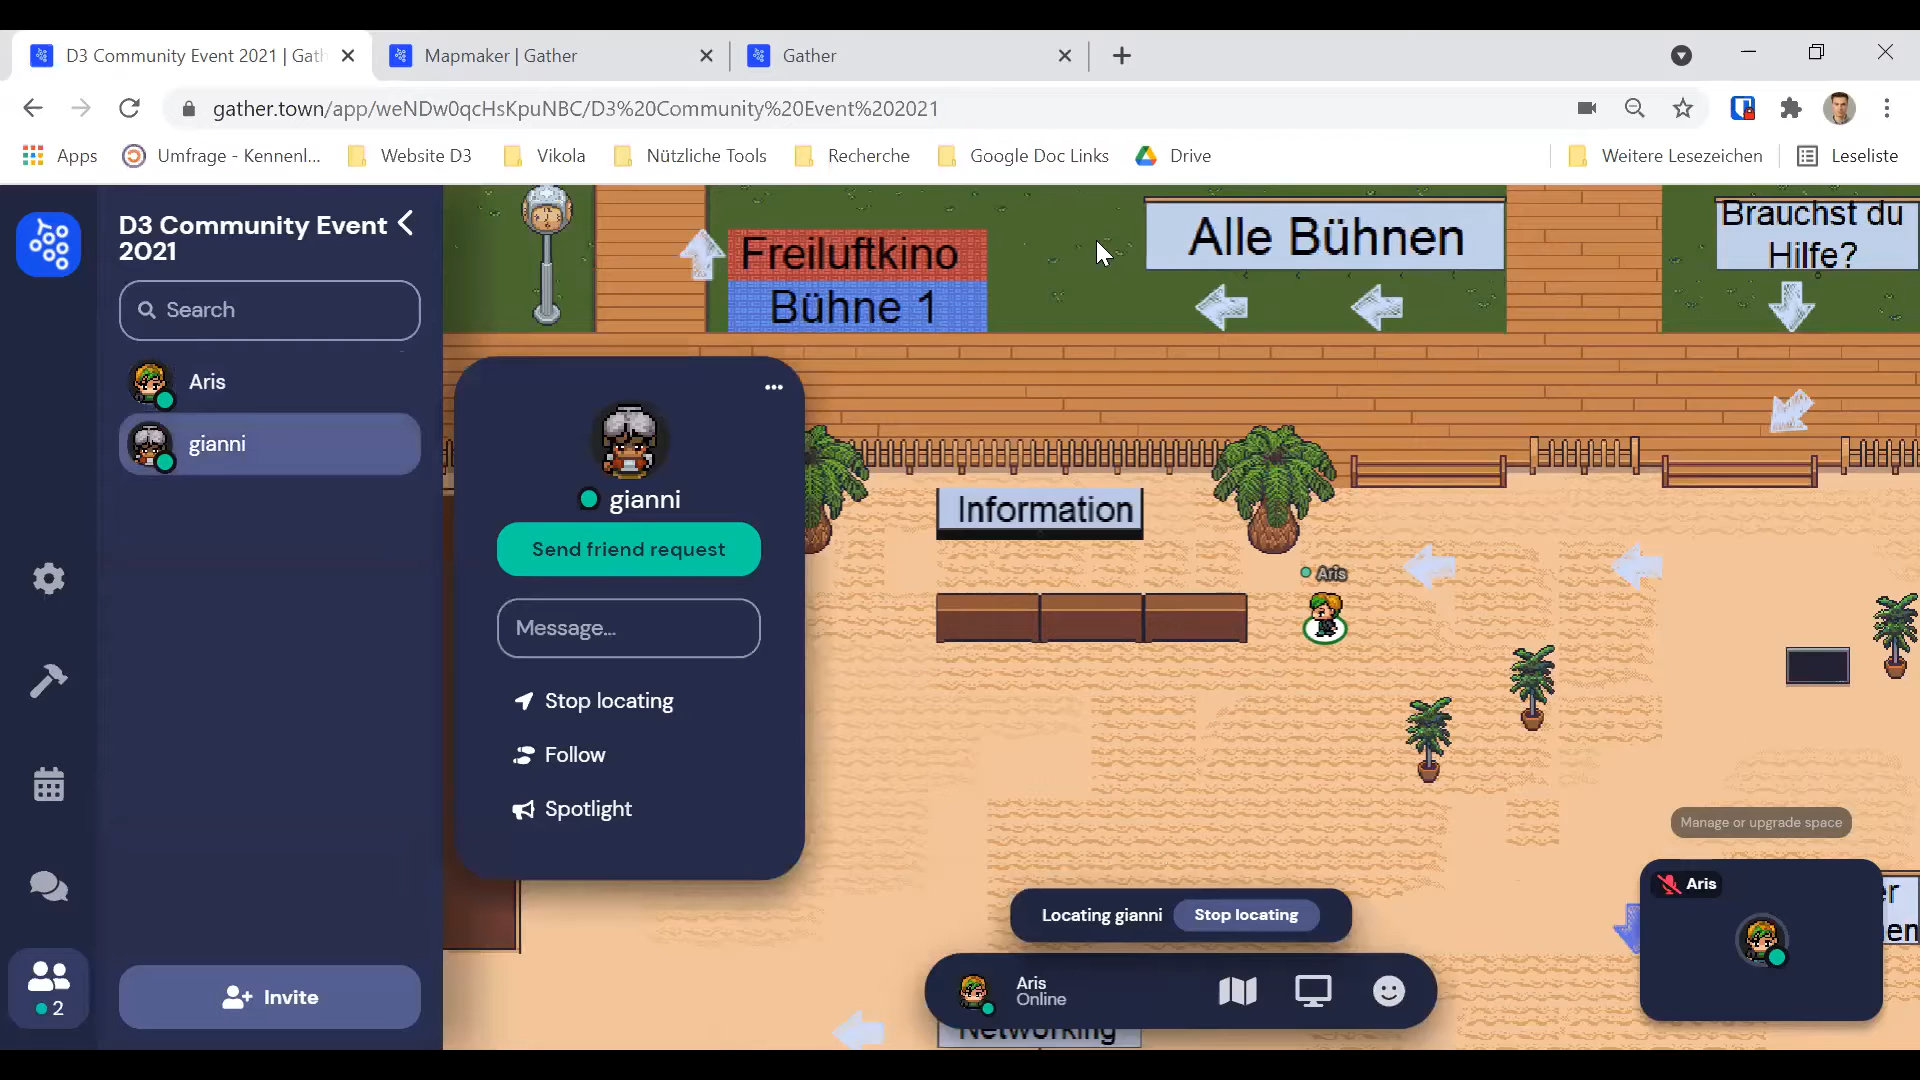 D3 Community Event 2021 | Gath
Mapmaker | Gather
Gather
gather.town/app/weNDw0qcHsKpuNBC/D3%20Community%20Event%202021
Apps
Umfrage - Kennenl...
Website D3
Vikola
Nützliche Tools
Recherche
Google Doc Links
Drive
Weitere Lesezeichen
Leseliste
D3 Community Event
2021
Search
Aris
gianni
2
Invite
gianni
Send friend request
Message...
Stop locating
Follow
Spotlight
Freiluftkino
Bühne 1
Alle Bühnen
Brauchst du
Hilfe?
Information
Aris
Manage or upgrade space
Aris
Locating gianni
Stop locating
Aris
Online
Networking